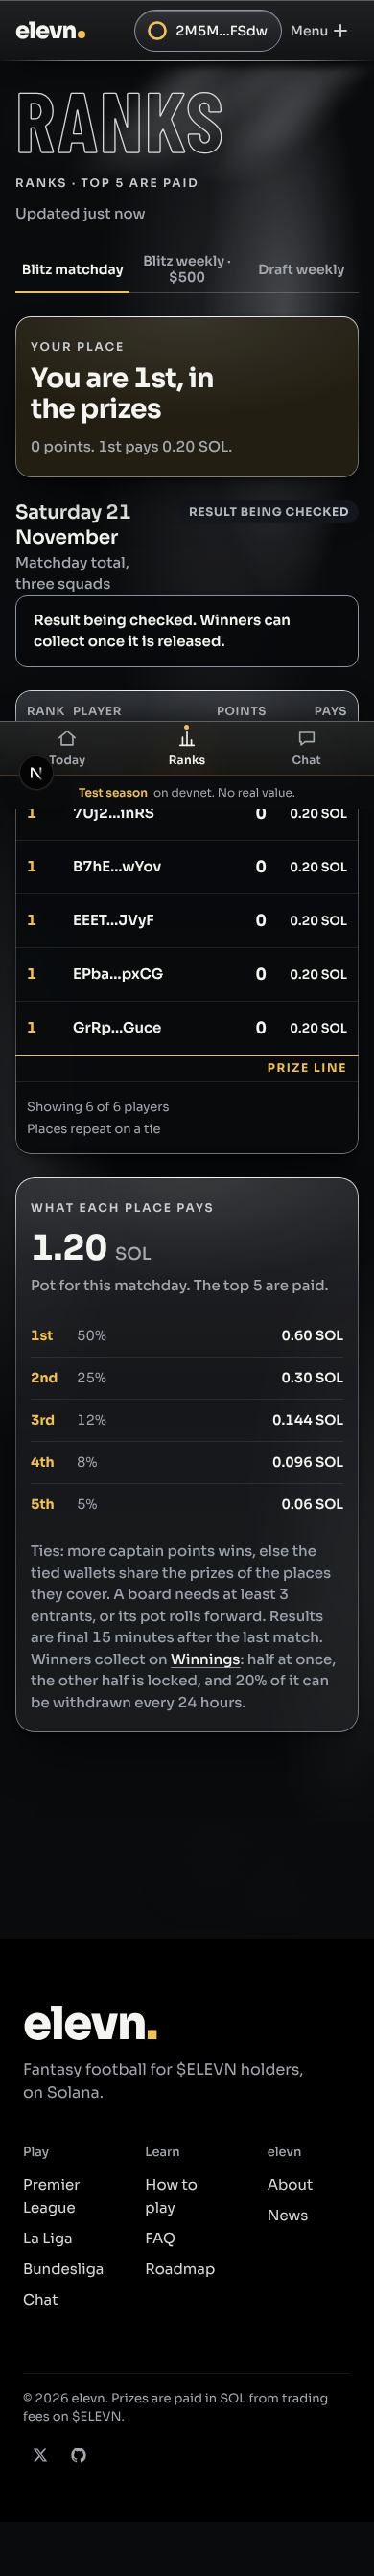 elevn.
2M5M...FSdw
Menu
RANKS
RANKS · TOP 5 ARE PAID
Updated just now
Blitz matchday
Blitz weekly ·
$500
Draft weekly
YOUR PLACE
You are 1st, in
the prizes
0 points. 1st pays 0.20 SOL.
Saturday 21
November
RESULT BEING CHECKED
Matchday total,
three squads
Result being checked. Winners can
collect once it is released.
RANK PLAYER POINTS PAYS
Today
Ranks
Chat
N
Test season on devnet. No real value.
1 7Uj2...inRS 0 0.20 SOL
1 B7hE...wYov 0 0.20 SOL
1 EEET...JVyF 0 0.20 SOL
1 EPba...pxCG 0 0.20 SOL
1 GrRp...Guce 0 0.20 SOL
PRIZE LINE
Showing 6 of 6 players
Places repeat on a tie
WHAT EACH PLACE PAYS
1.20 SOL
Pot for this matchday. The top 5 are paid.
1st 50% 0.60 SOL
2nd 25% 0.30 SOL
3rd 12% 0.144 SOL
4th 8% 0.096 SOL
5th 5% 0.06 SOL
Ties: more captain points wins, else the
tied wallets share the prizes of the places
they cover. A board needs at least 3
entrants, or its pot rolls forward. Results
are final 15 minutes after the last match.
Winners collect on Winnings: half at once,
the other half is locked, and 20% of it can
be withdrawn every 24 hours.
elevn.
Fantasy football for $ELEVN holders,
on Solana.
Play
Premier
League
La Liga
Bundesliga
Chat
Learn
How to
play
FAQ
Roadmap
elevn
About
News
© 2026 elevn. Prizes are paid in SOL from trading
fees on $ELEVN.